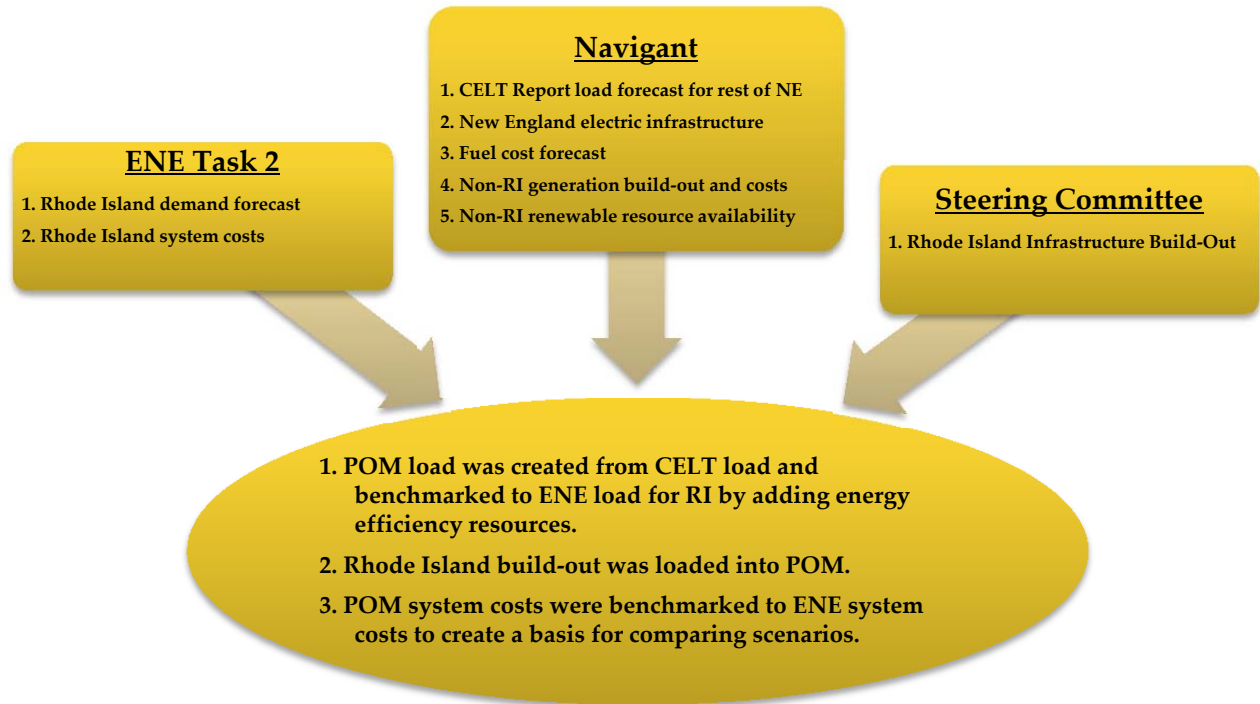 Navigant
1. CELT Report load forecast for rest of NE
2. New England electric infrastructure
3. Fuel cost forecast
4. Non-RI generation build-out and costs
5. Non-RI renewable resource availability
ENE Task 2
1. Rhode Island demand forecast
2. Rhode Island system costs
Steering Committee
1. Rhode Island Infrastructure Build-Out
1. POM load was created from CELT load and
benchmarked to ENE load for RI by adding energy
efficiency resources.
2. Rhode Island build-out was loaded into POM.
3. POM system costs were benchmarked to ENE system
costs to create a basis for comparing scenarios.